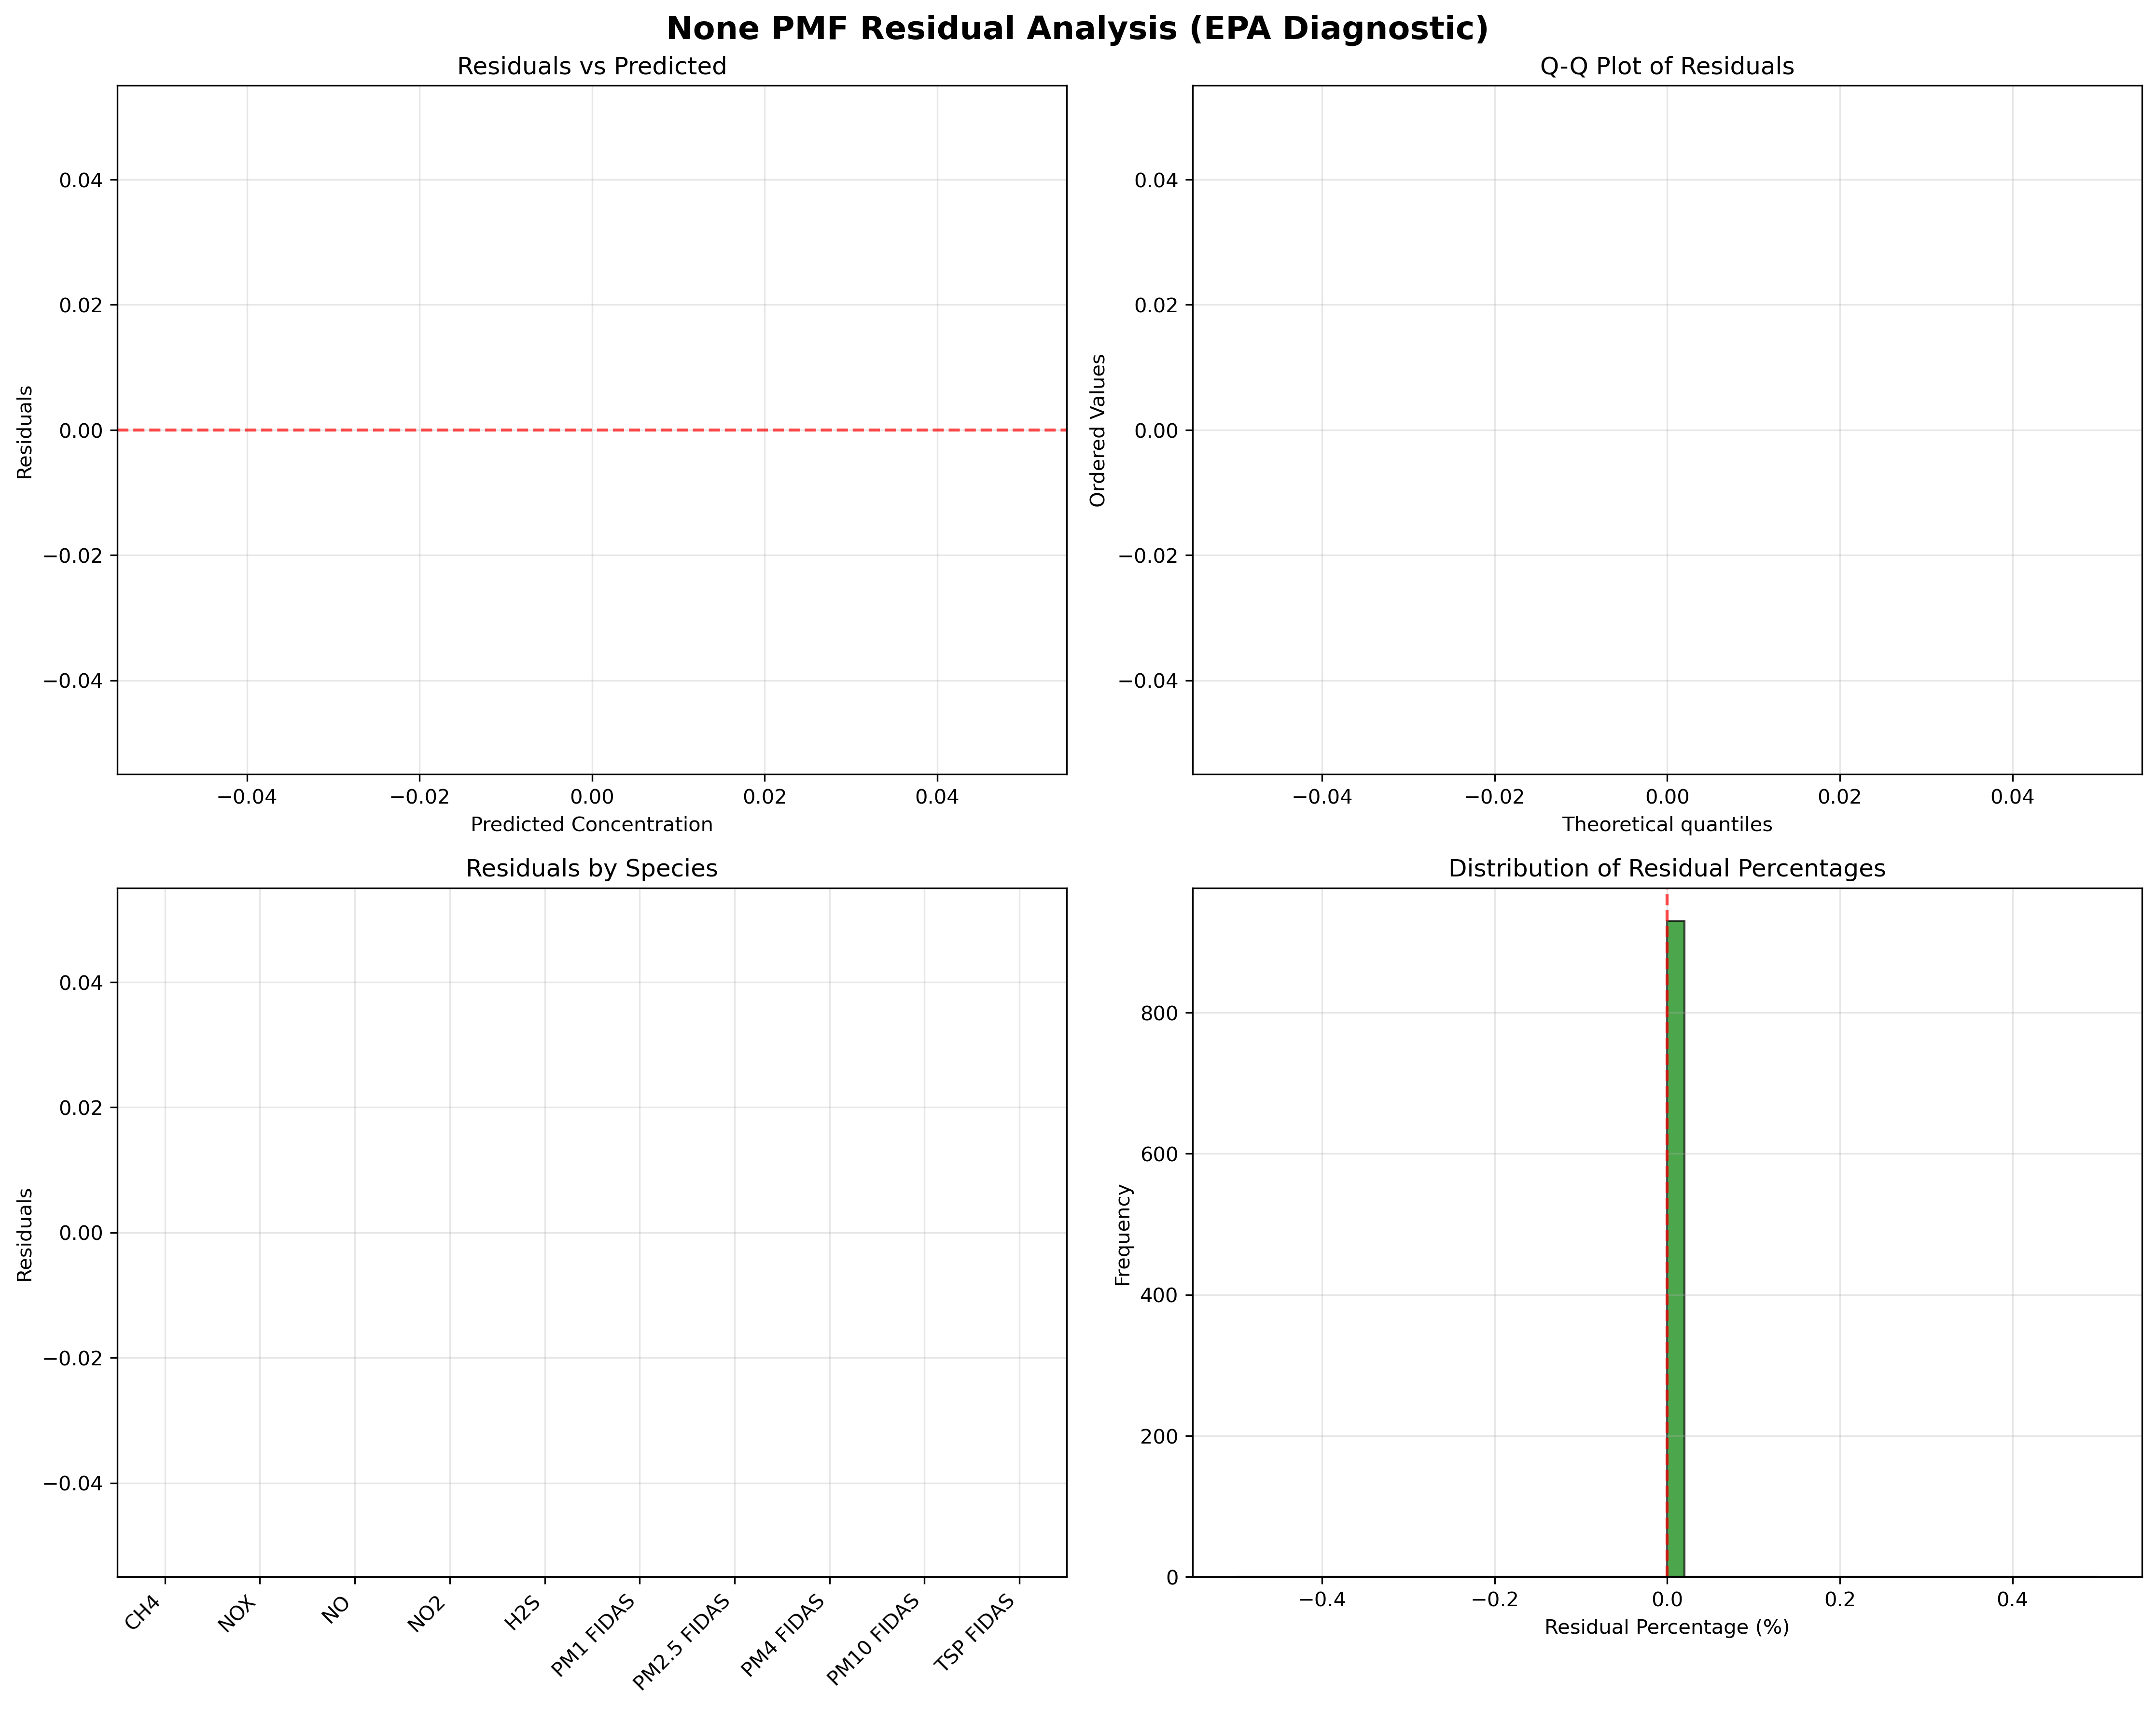 None PMF Residual Analysis (EPA Diagnostic)
Residuals vs Predicted
Residuals
0.04
0.02
0.00
−0.02
−0.04
−0.04 −0.02 0.00 0.02 0.04
Predicted Concentration
Q-Q Plot of Residuals
Ordered Values
0.04
0.02
0.00
−0.02
−0.04
−0.04 −0.02 0.00 0.02 0.04
Theoretical quantiles
Residuals by Species
Residuals
0.04
0.02
0.00
−0.02
−0.04
CH4
NOX
NO
NO2
H2S
PM1 FIDAS
PM2.5 FIDAS
PM4 FIDAS
PM10 FIDAS
TSP FIDAS
Distribution of Residual Percentages
Frequency
800
600
400
200
0
−0.4 −0.2 0.0 0.2 0.4
Residual Percentage (%)